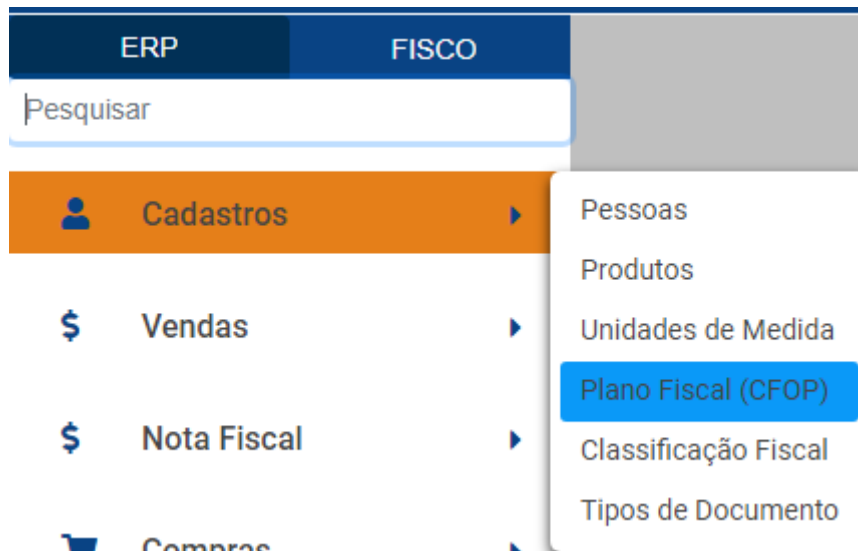 ERP
FISCO
Pesquisar
Cadastros
Vendas
Nota Fiscal
Compras
Pessoas
Produtos
Unidades de Medida
Plano Fiscal (CFOP)
Classificação Fiscal
Tipos de Documento